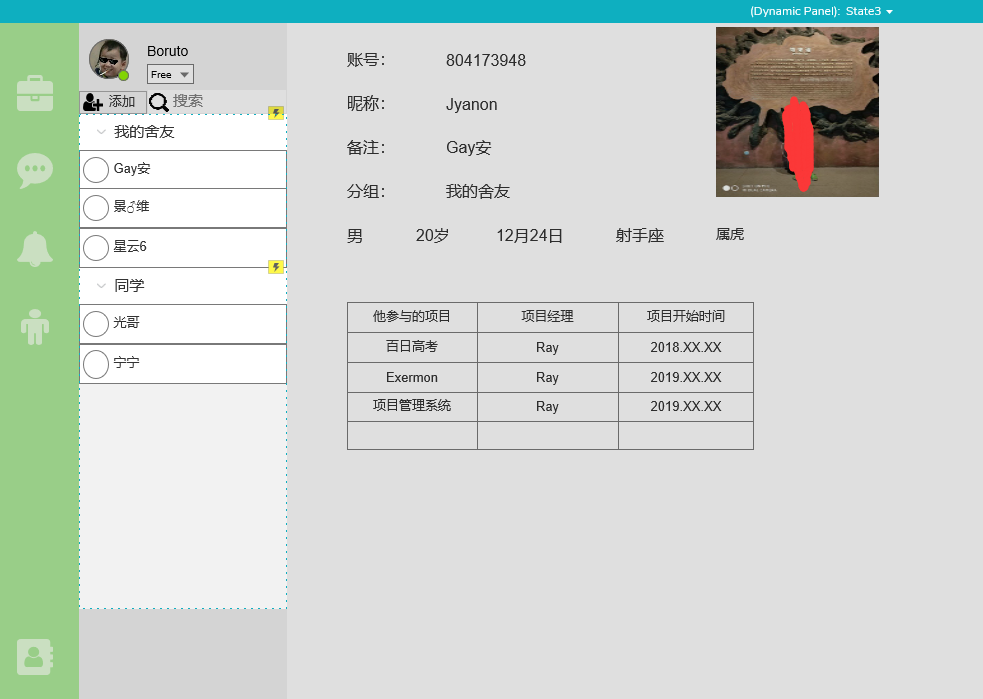 (Dynamic Panel): State3
Boruto
Free
添加 搜索
我的舍友
Gay安
景♂维
星云6
同学
光哥
宁宁
账号: 804173948
昵称: Jyanon
备注: Gay安
分组: 我的舍友
男 20岁 12月24日 射手座 属虎
他参与的项目 项目经理 项目开始时间
百日高考 Ray 2018.XX.XX
Exermon Ray 2019.XX.XX
项目管理系统 Ray 2019.XX.XX